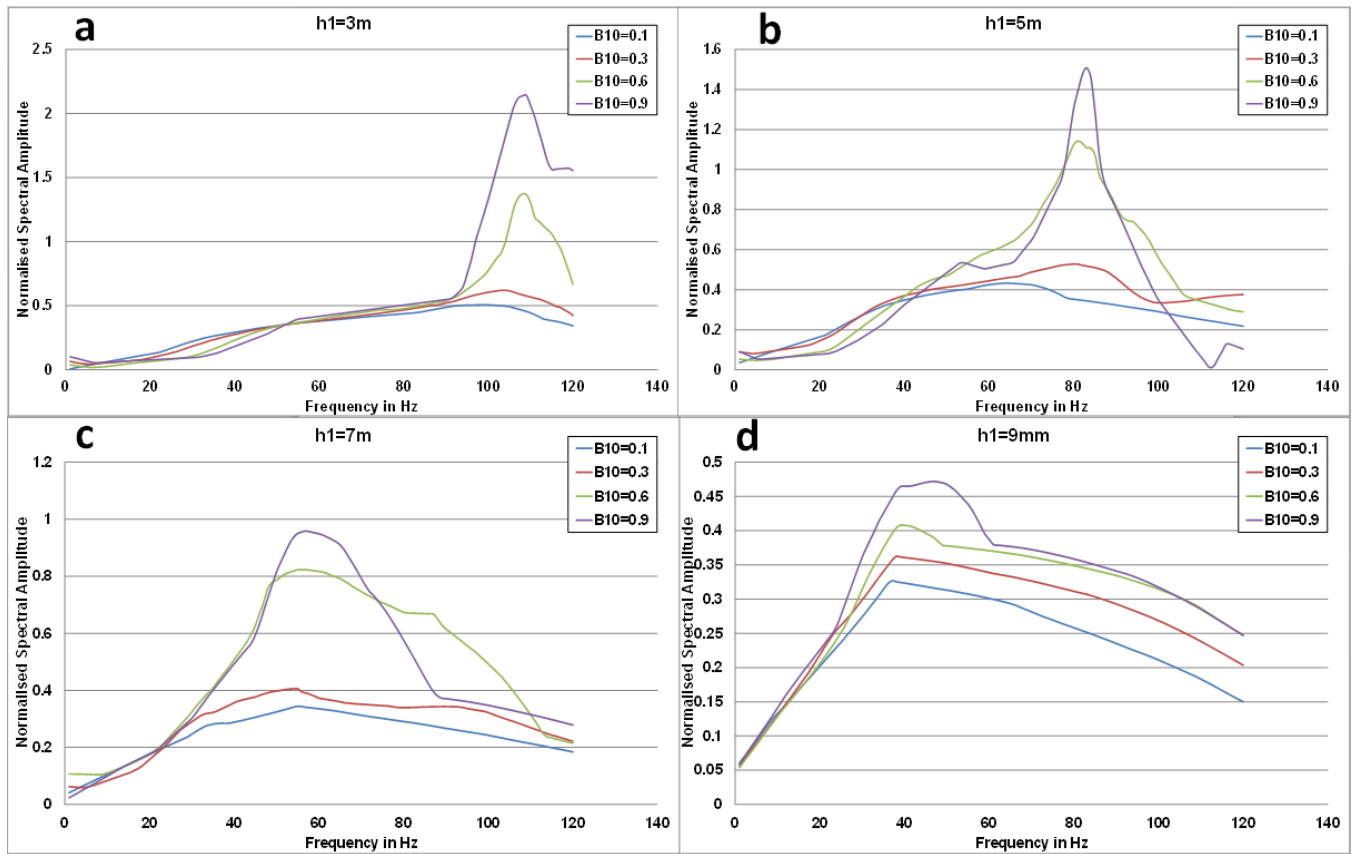 a
h1=3m
B10=0.1
B10=0.3
B10=0.6
B10=0.9
Normalised Spectral Amplitude
2.5
2
1.5
1
0.5
0
0 20 40 60 80 100 120 140
Frequency in Hz
b
h1=5m
B10=0.1
B10=0.3
B10=0.6
B10=0.9
Normalised Spectral Amplitude
1.6
1.4
1.2
1
0.8
0.6
0.4
0.2
0
0 20 40 60 80 100 120 140
Frequency in Hz
c
h1=7m
B10=0.1
B10=0.3
B10=0.6
B10=0.9
Normalised Spectral Amplitude
1.2
1
0.8
0.6
0.4
0.2
0
0 20 40 60 80 100 120 140
Frequency in Hz
d
h1=9mm
B10=0.1
B10=0.3
B10=0.6
B10=0.9
Normalised Spectral Amplitude
0.5
0.45
0.4
0.35
0.3
0.25
0.2
0.15
0.1
0.05
0
0 20 40 60 80 100 120 140
Frequency in Hz